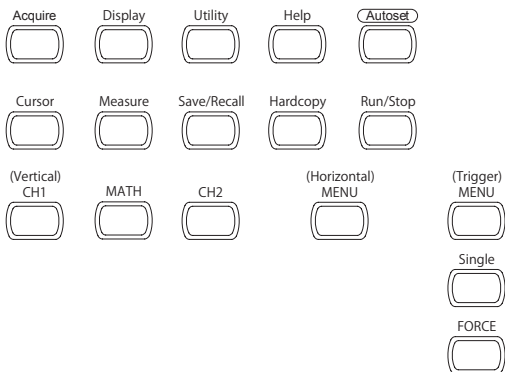 Acquire Display Utility Help Autoset
Cursor Measure Save/Recall Hardcopy Run/Stop
(Vertical) (Horizontal) (Trigger)
CH1 MATH CH2 MENU MENU
Single
FORCE